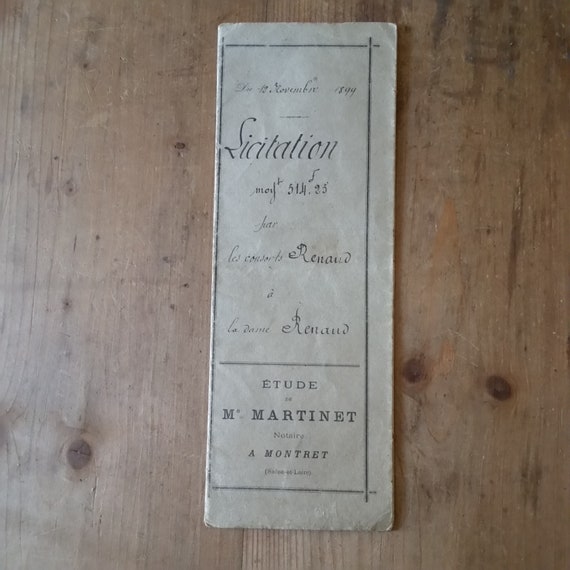 Du 12 Novembre 1899
Licitation
moyt 514f.25
par
les consorts Renaud
à
la dame Renaud
ÉTUDE
DE
Me MARTINET
Notaire
A MONTRET
(Saône-et-Loire)